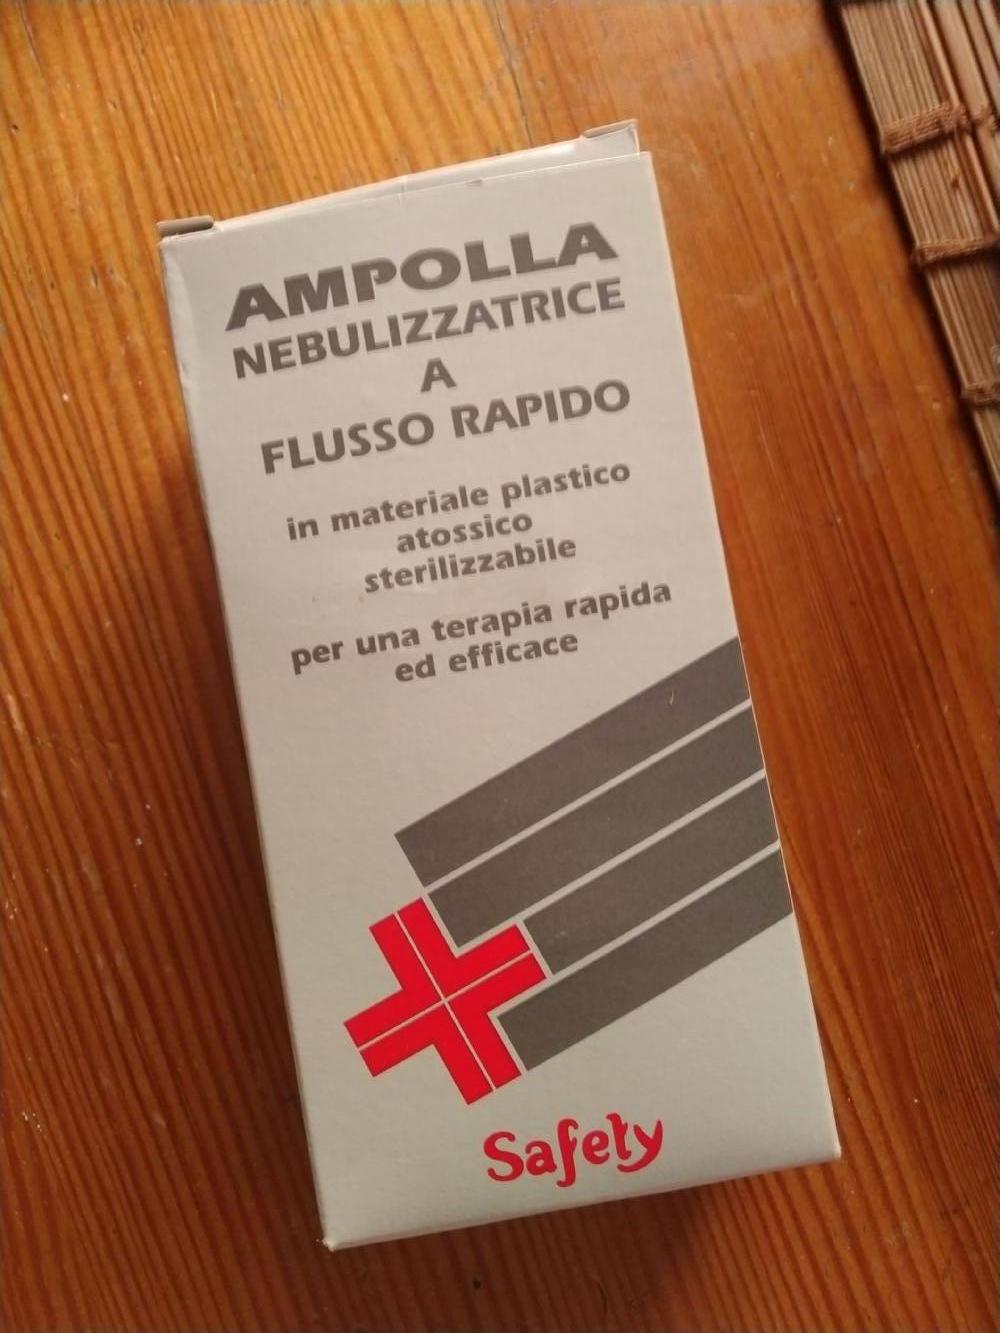 AMPOLLA
NEBULIZZATRICE
A
FLUSSO RAPIDO
in materiale plastico
atossico
sterilizzabile
per una terapia rapida
ed efficace
Safety